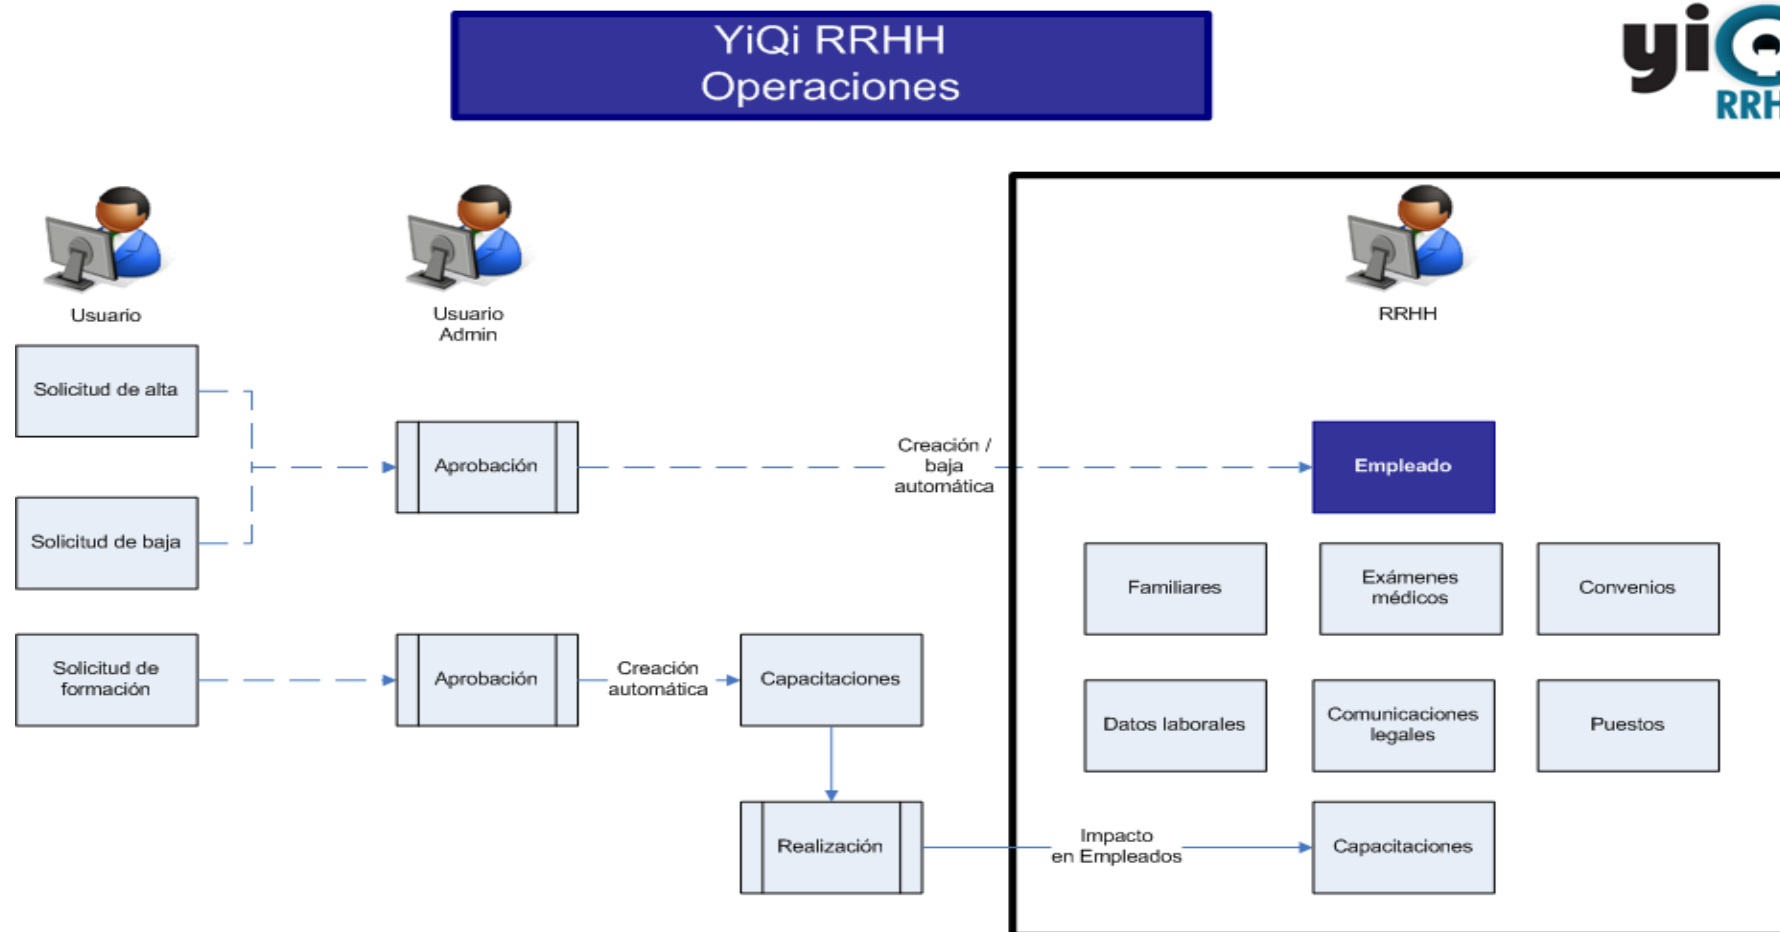 YiQi RRHH
Operaciones
yi
RRH
Usuario
Usuario
Admin
RRHH
Solicitud de alta
Solicitud de baja
Aprobación
Creación /
baja
automática
Empleado
Familiares
Exámenes
médicos
Convenios
Solicitud de
formación
Aprobación
Creación
automática
Capacitaciones
Datos laborales
Comunicaciones
legales
Puestos
Realización
Impacto
en Empleados
Capacitaciones